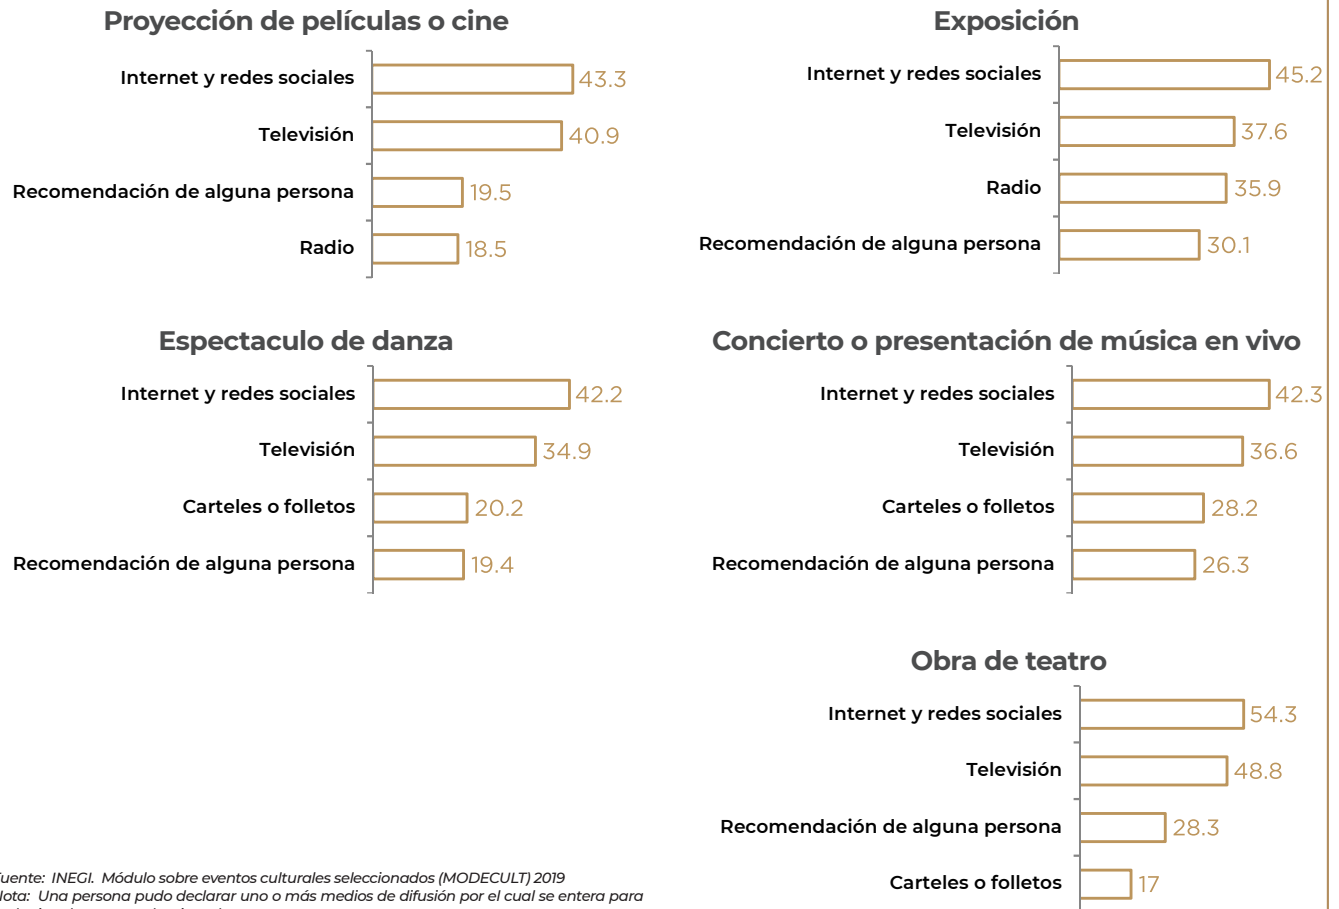 Proyección de películas o cine
Internet y redes sociales 43.3
Televisión 40.9
Recomendación de alguna persona 19.5
Radio 18.5
Exposición
Internet y redes sociales 45.2
Televisión 37.6
Radio 35.9
Recomendación de alguna persona 30.1
Espectaculo de danza
Internet y redes sociales 42.2
Televisión 34.9
Carteles o folletos 20.2
Recomendación de alguna persona 19.4
Concierto o presentación de música en vivo
Internet y redes sociales 42.3
Televisión 36.6
Carteles o folletos 28.2
Recomendación de alguna persona 26.3
Obra de teatro
Internet y redes sociales 54.3
Televisión 48.8
Recomendación de alguna persona 28.3
Carteles o folletos 17
uente: INEGI. Módulo sobre eventos culturales seleccionados (MODECULT) 2019
lota: Una persona pudo declarar uno o más medios de difusión por el cual se entera para